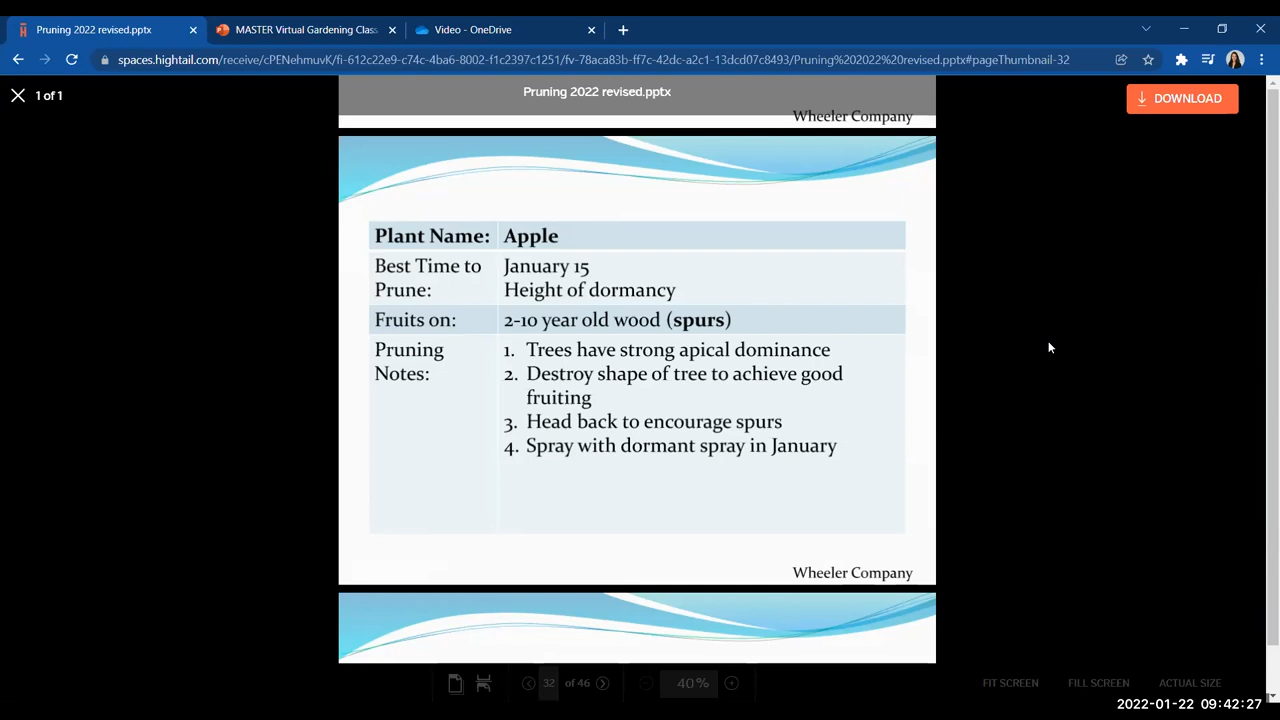 Pruning 2022 revised.pptx
MASTER Virtual Gardening Class
Video - OneDrive
spaces.hightail.com/receive/cPENehmuvK/fi-612c22e9-c74c-4ba6-8002-f1c2397c1251/fv-78aca83b-ff7c-42dc-a2c1-13dcd07c8493/Pruning%202022%20revised.pptx#pageThumbnail-32
1 of 1
Pruning 2022 revised.pptx
DOWNLOAD
Wheeler Company
Plant Name: Apple
Best Time to January 15
Prune: Height of dormancy
Fruits on: 2-10 year old wood (spurs)
Pruning 1. Trees have strong apical dominance
Notes: 2. Destroy shape of tree to achieve good
fruiting
3. Head back to encourage spurs
4. Spray with dormant spray in January
Wheeler Company
32 of 46
40%
FIT SCREEN FILL SCREEN ACTUAL SIZE
2022-01-22 09:42:27